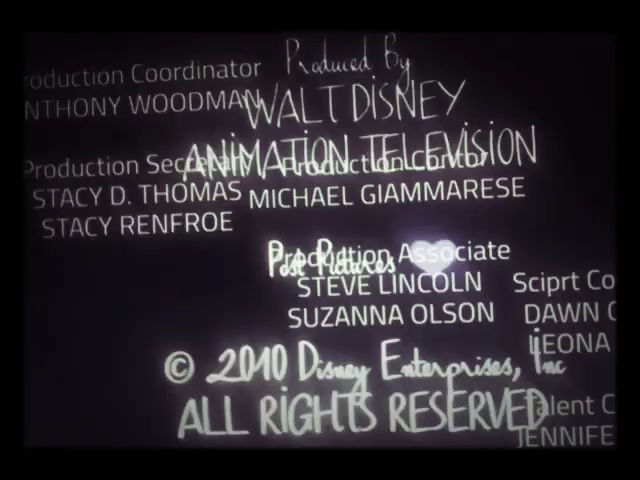 roduction Coordinator
NTHONY WOODMAN
Produced By
WALT DISNEY
ANIMATION TELEVISION
Production Secretary
STACY D. THOMAS
STACY RENFROE
Production Contor
MICHAEL GIAMMARESE
Production Associate
Post Pictures
STEVE LINCOLN
SUZANNA OLSON
Sciprt Co
DAWN
LEONA
© 2010 Disney Enterprises, Inc
ALL RIGHTS RESERVED
Talent C
JENNIFE